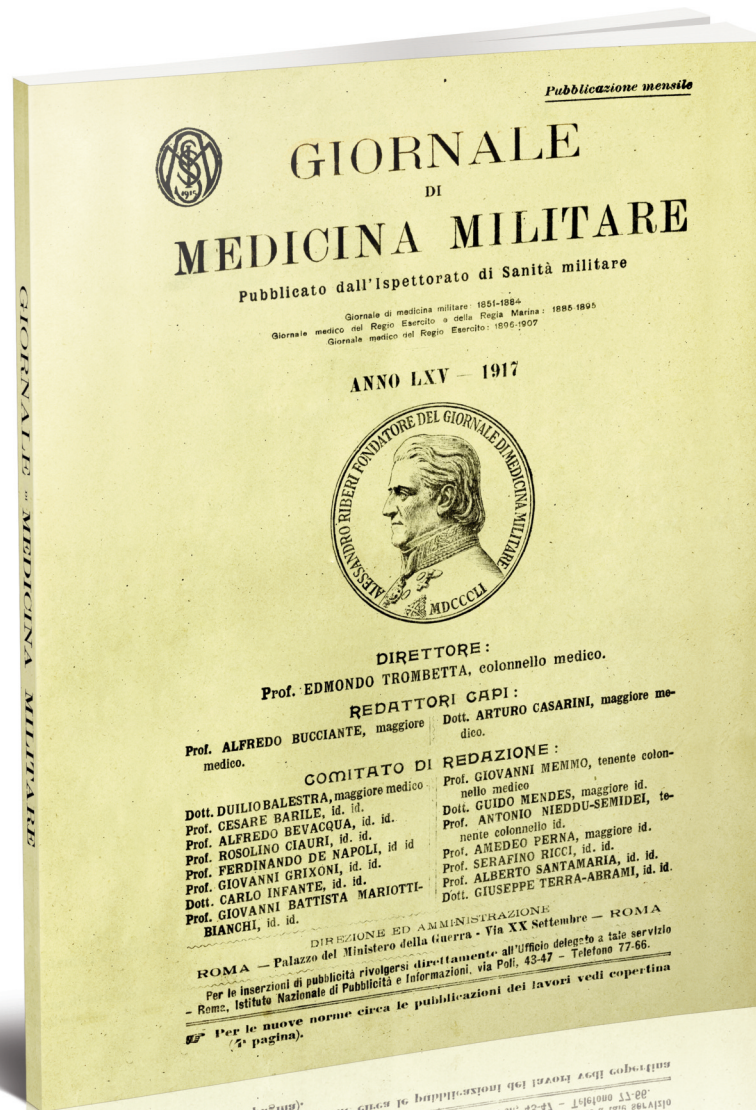 Pubblicazione mensile
1915
GIORNALE
DI
MEDICINA MILITARE
Pubblicato dall'Ispettorato di Sanità militare
Giornale di medicina militare: 1851-1884
Giornale medico del Regio Esercito e della Regia Marina: 1885-1895
Giornale medico del Regio Esercito: 1896-1907
ANNO LXV — 1917
ALESSANDRO RIBERI FONDATORE DEL GIORNALE DI MEDICINA MILITARE
MDCCCLI
DIRETTORE:
Prof. EDMONDO TROMBETTA, colonnello medico.
REDATTORI CAPI:
Prof. ALFREDO BUCCIANTE, maggiore
medico.
Dott. ARTURO CASARINI, maggiore me-
dico.
COMITATO DI REDAZIONE:
Dott. DUILIO BALESTRA, maggiore medico
Prof. CESARE BARILE, id. id.
Prof. ALFREDO BEVACQUA, id. id.
Prof. ROSOLINO CIAURI, id. id.
Prof. FERDINANDO DE NAPOLI, id id
Prof. GIOVANNI GRIXONI, id. id.
Dott. CARLO INFANTE, id. id.
Prof. GIOVANNI BATTISTA MARIOTTI-
BIANCHI, id. id.
Prof. GIOVANNI MEMMO, tenente colon-
nello medico
Dott. GUIDO MENDES, maggiore id.
Prof. ANTONIO NIEDDU-SEMIDEI, te-
nente colonnello id.
Prof. AMEDEO PERNA, maggiore id.
Prof. SERAFINO RICCI, id. id.
Prof. ALBERTO SANTAMARIA, id. id.
Dott. GIUSEPPE TERRA-ABRAMI, id. id.
DIREZIONE ED AMMINISTRAZIONE
ROMA — Palazzo del Ministero della Guerra - Via XX Settembre — ROMA
Per le inserzioni di pubblicità rivolgersi direttamente all'Ufficio delegato a tale servizio
- Roma, Istituto Nazionale di Pubblicità e Informazioni, via Poli, 43-47 - Telefono 77-66.
Per le nuove norme circa le pubblicazioni dei lavori vedi copertina
(4ª pagina).
GIORNALE DI MEDICINA MILITARE